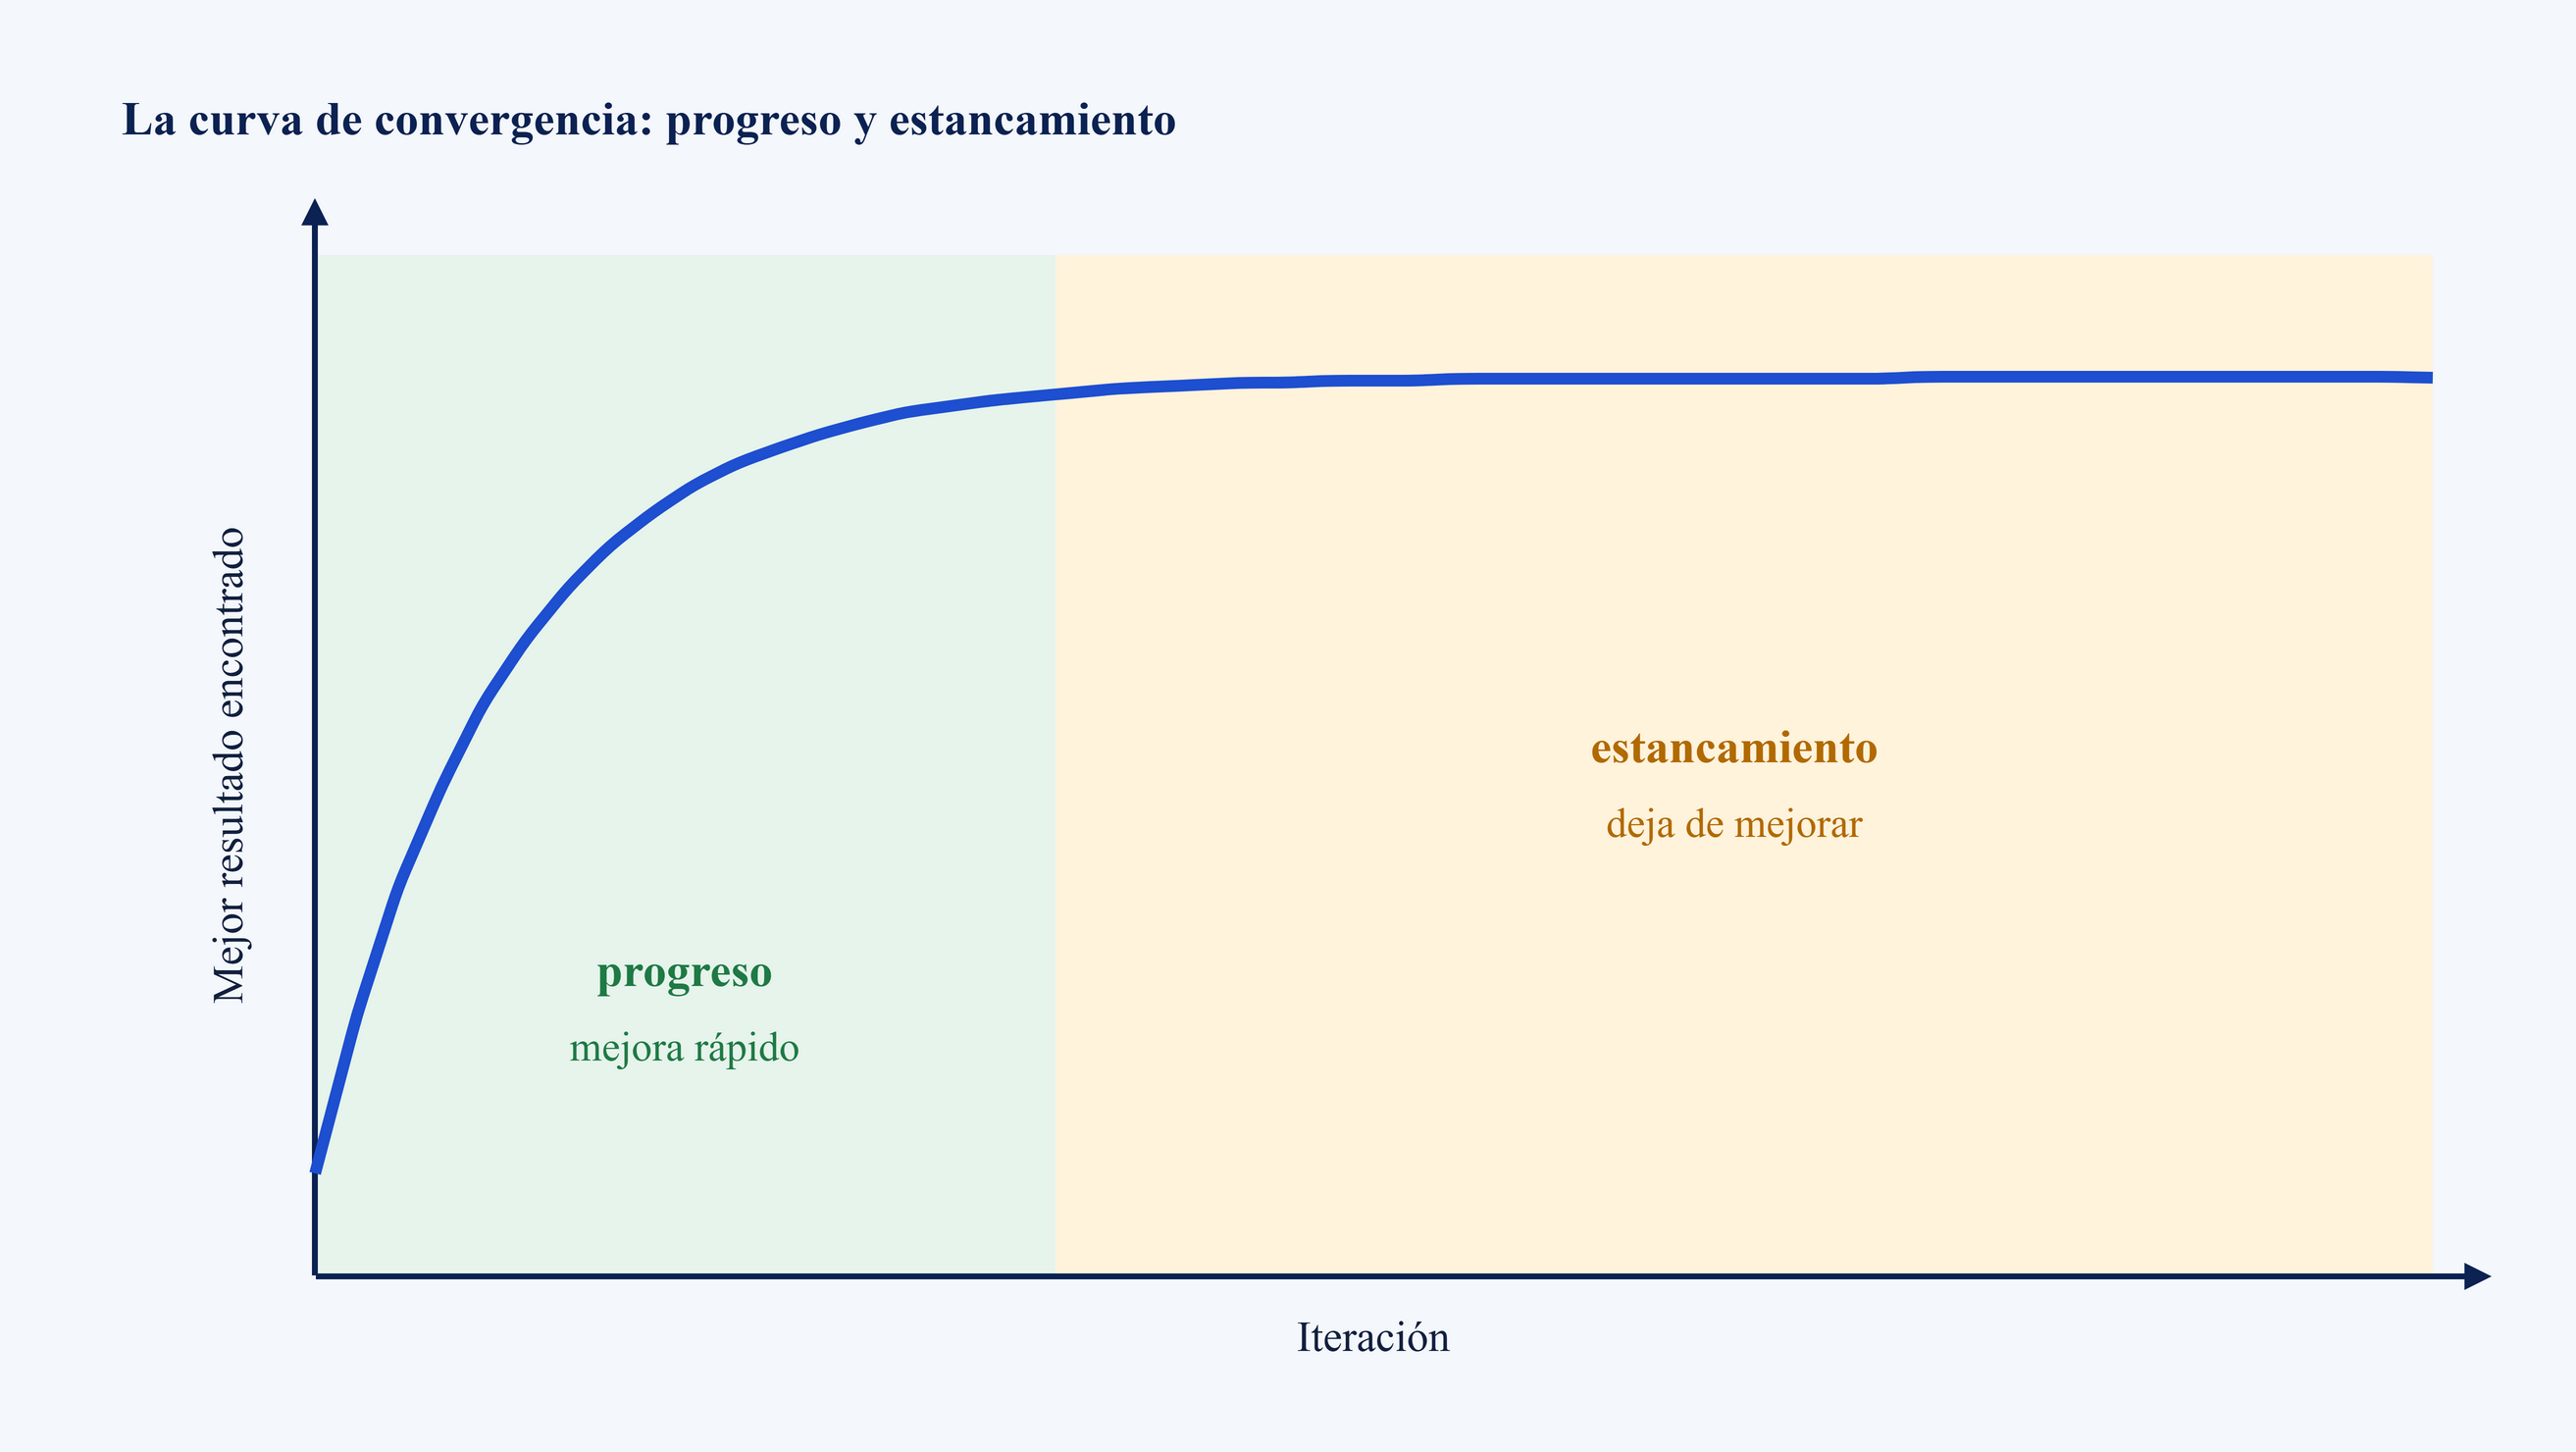 La curva de convergencia: progreso y estancamiento
Mejor resultado encontrado
estancamiento
deja de mejorar
progreso
mejora rápido
Iteración